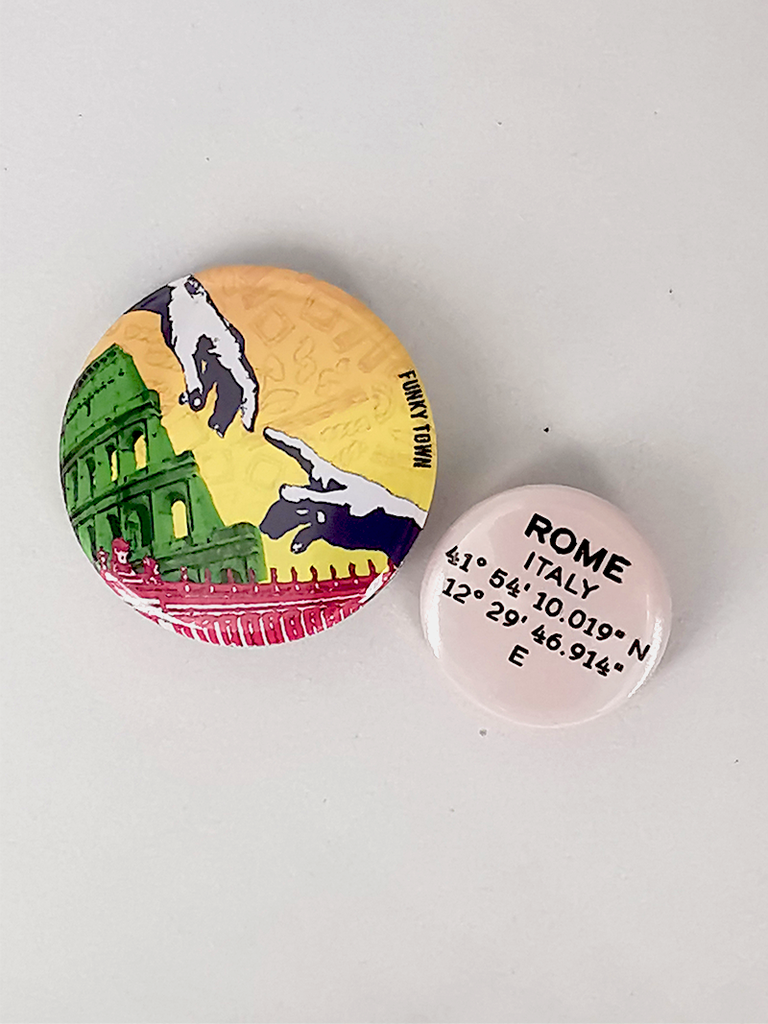 FUNKY TOWN
ROME
ITALY
41° 54' 10.019" N
12° 29' 46.914"
E